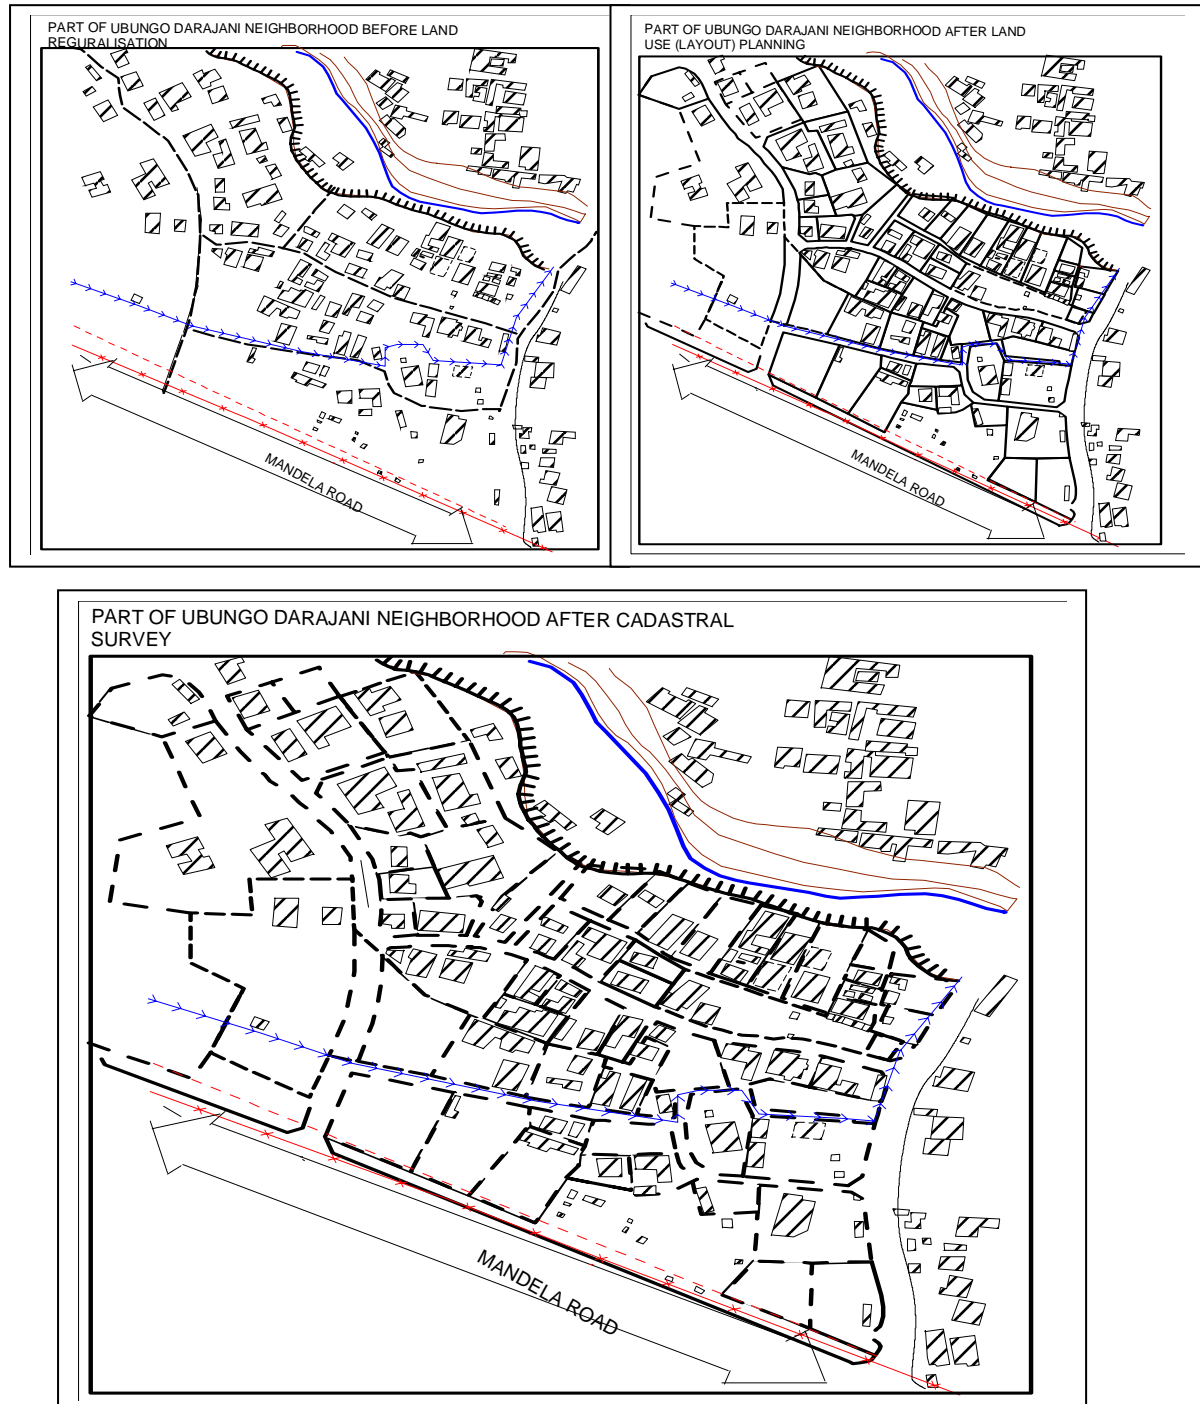 PART OF UBUNGO DARAJANI NEIGHBORHOOD BEFORE LAND
REGURALISATION
MANDELA ROAD
PART OF UBUNGO DARAJANI NEIGHBORHOOD AFTER LAND
USE (LAYOUT) PLANNING
MANDELA ROAD
PART OF UBUNGO DARAJANI NEIGHBORHOOD AFTER CADASTRAL
SURVEY
MANDELA ROAD